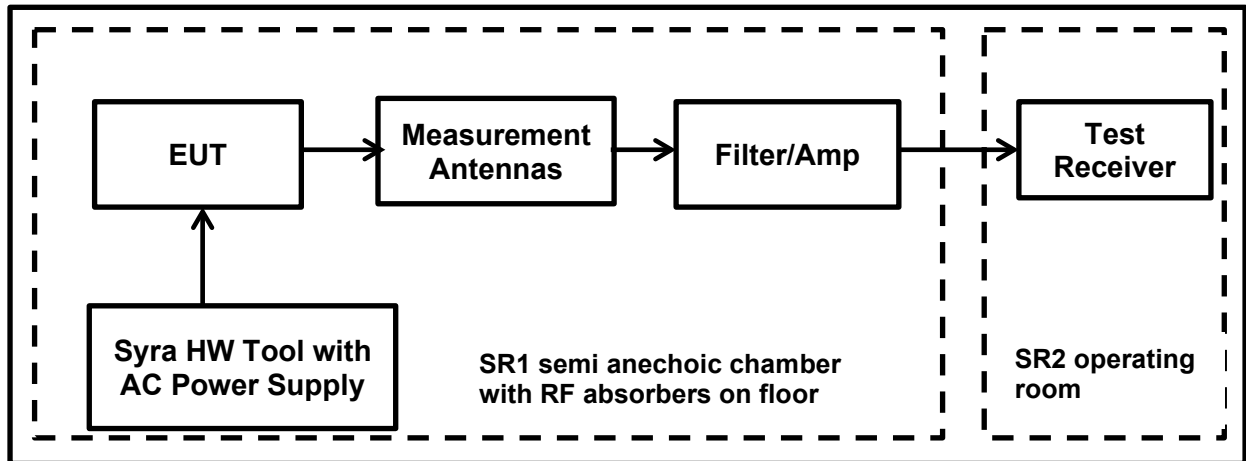 EUT
Measurement
Antennas
Filter/Amp
Test
Receiver
Syra HW Tool with
AC Power Supply
SR1 semi anechoic chamber
with RF absorbers on floor
SR2 operating
room